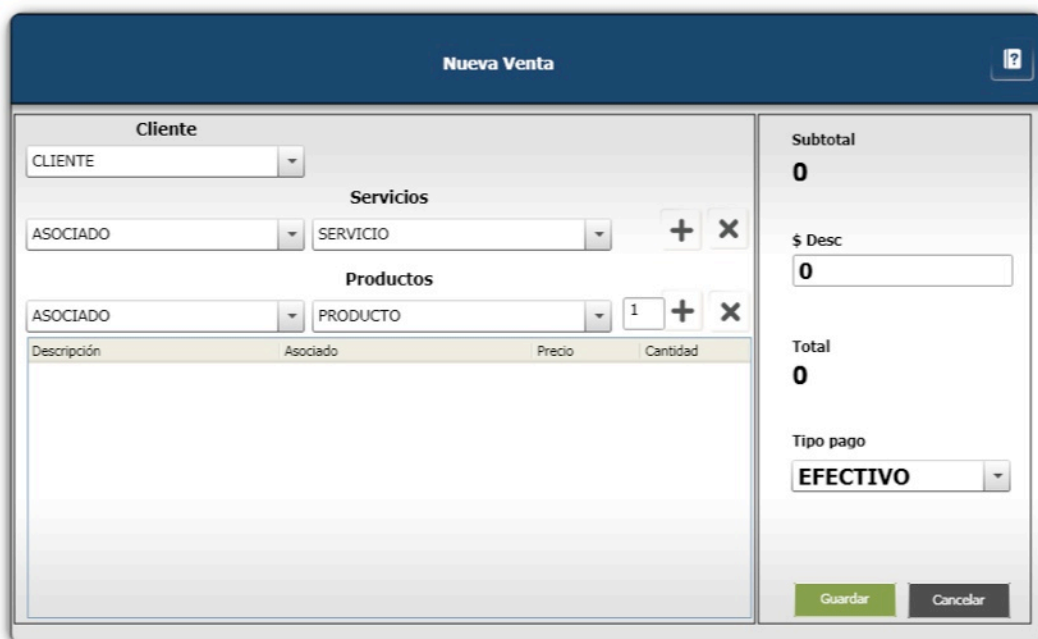 Nueva Venta
Cliente
CLIENTE
Servicios
ASOCIADO SERVICIO
Productos
ASOCIADO PRODUCTO 1
Descripción Asociado Precio Cantidad
Subtotal
0
$ Desc
0
Total
0
Tipo pago
EFECTIVO
Guardar Cancelar